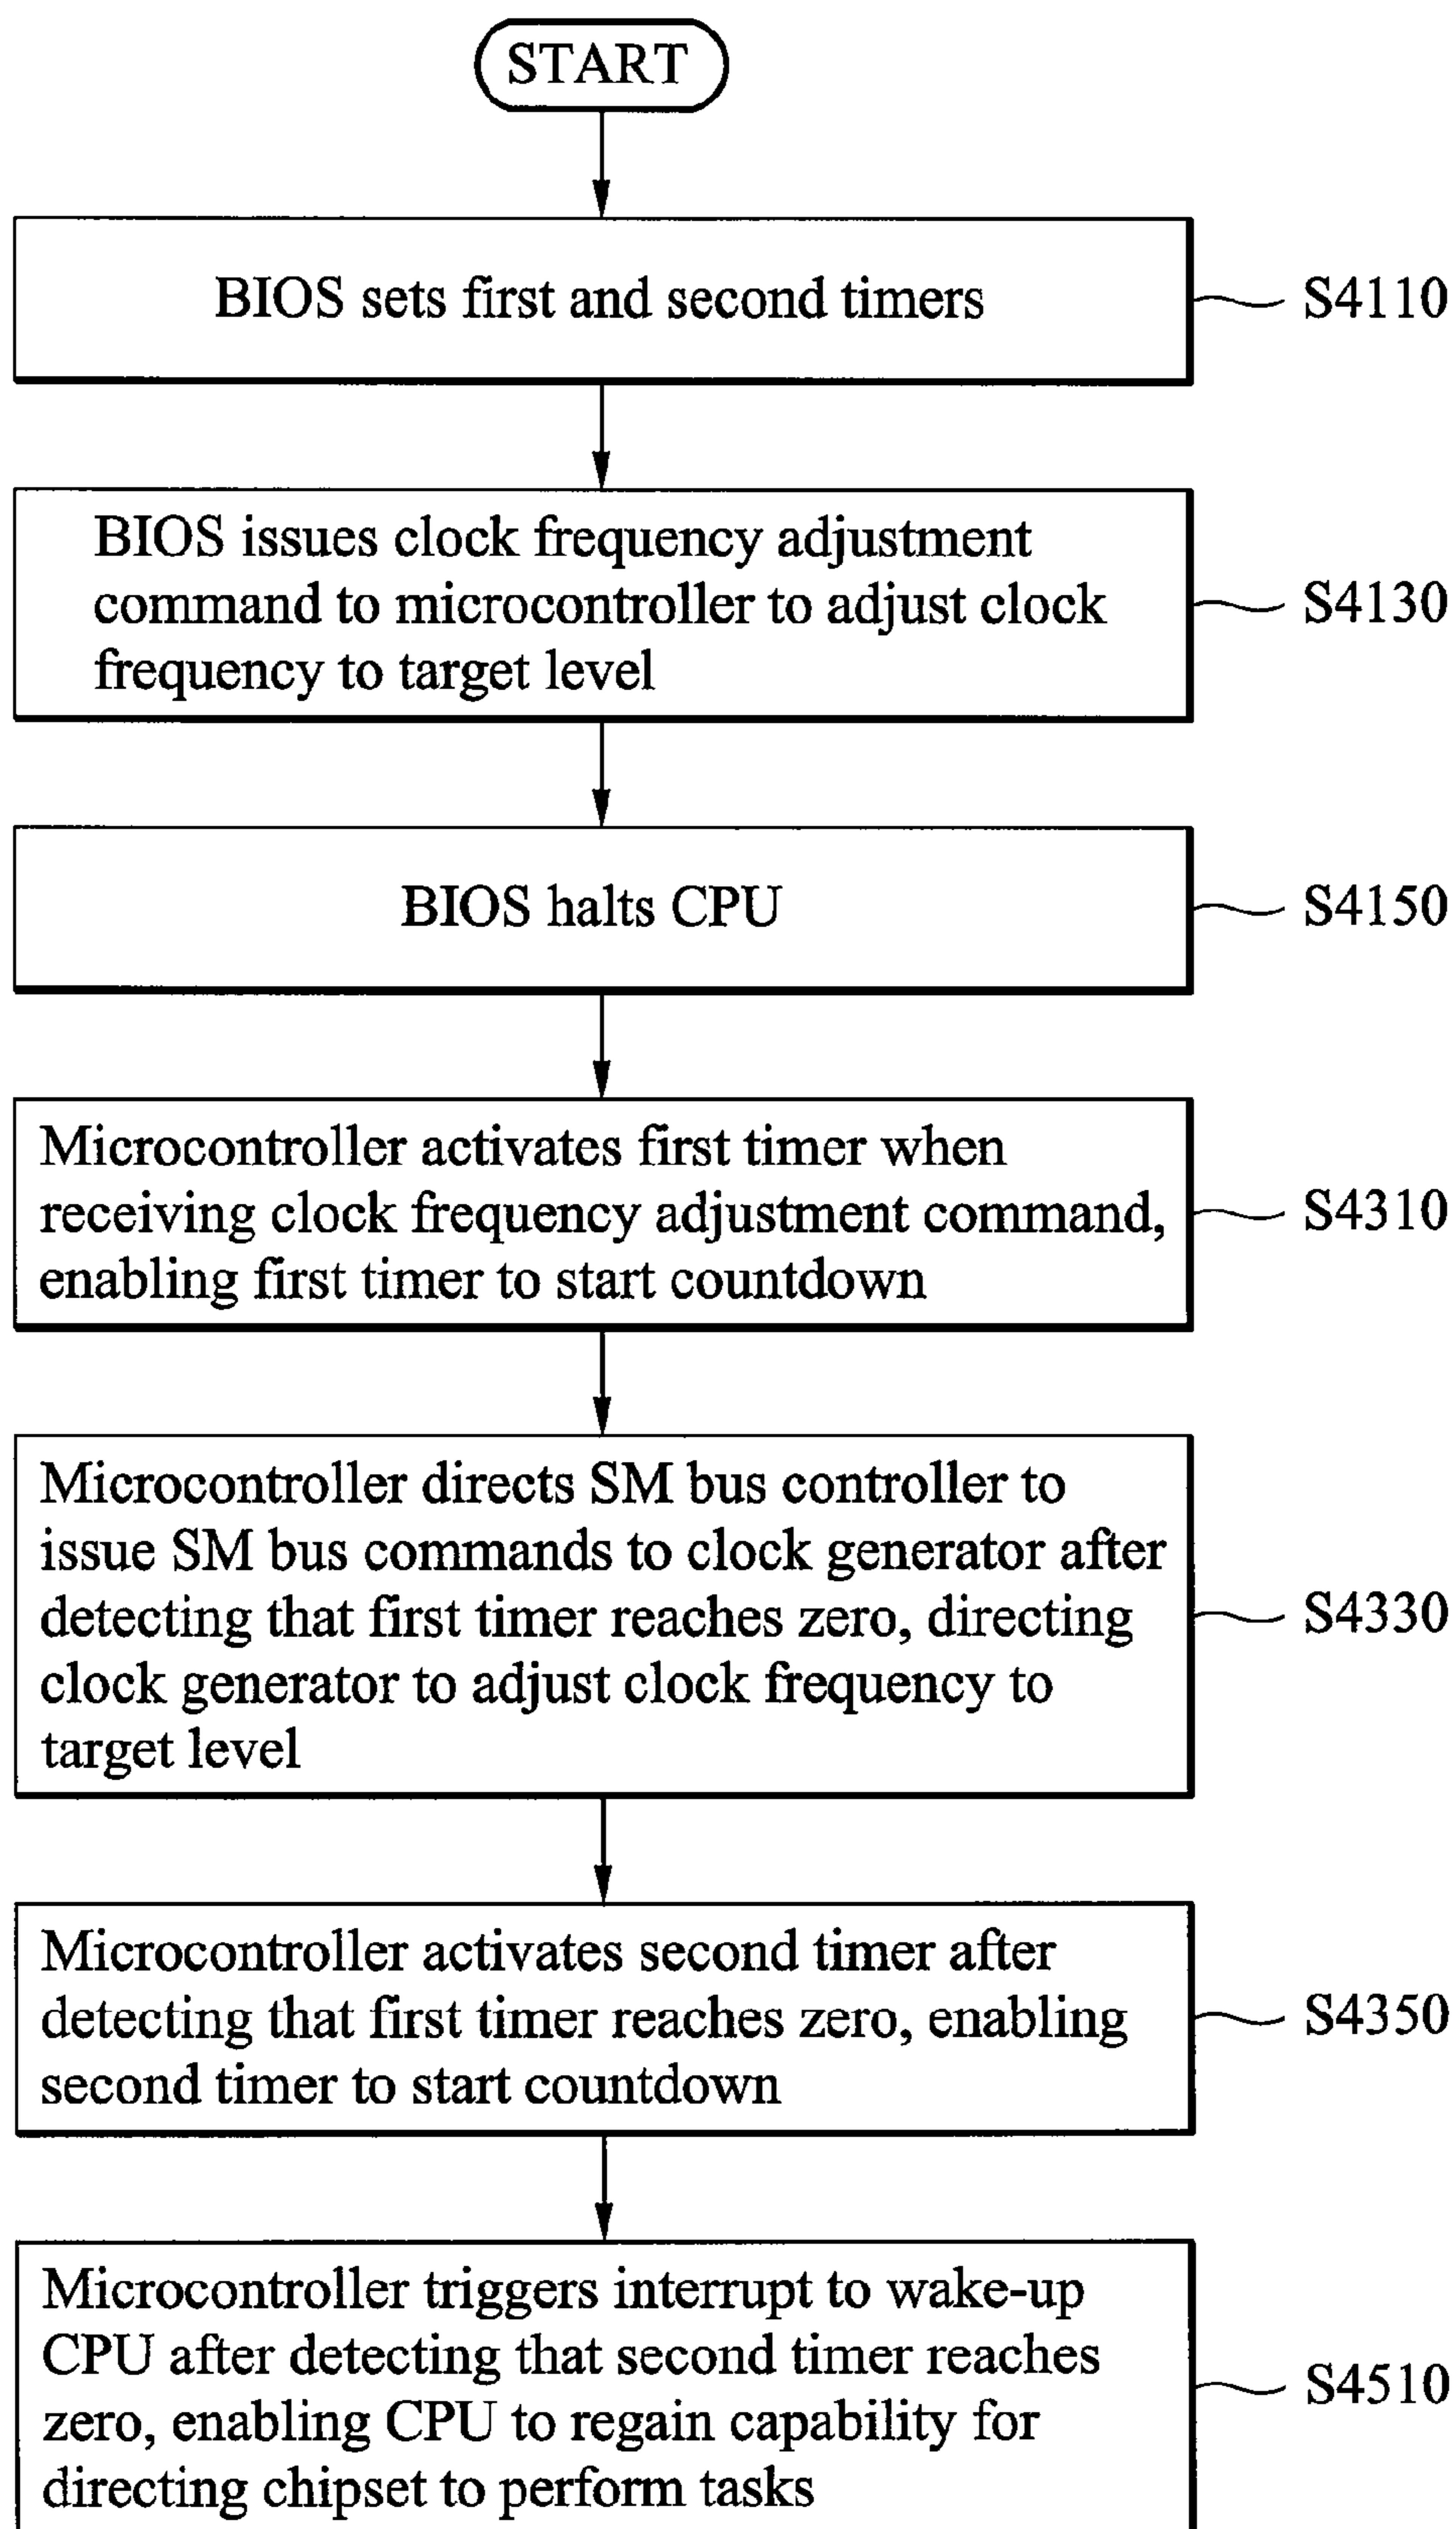 START
BIOS sets first and second timers
S4110
BIOS issues clock frequency adjustment
command to microcontroller to adjust clock
frequency to target level
S4130
BIOS halts CPU
S4150
Microcontroller activates first timer when
receiving clock frequency adjustment command,
enabling first timer to start countdown
S4310
Microcontroller directs SM bus controller to
issue SM bus commands to clock generator after
detecting that first timer reaches zero, directing
clock generator to adjust clock frequency to
target level
S4330
Microcontroller activates second timer after
detecting that first timer reaches zero, enabling
second timer to start countdown
S4350
Microcontroller triggers interrupt to wake-up
CPU after detecting that second timer reaches
zero, enabling CPU to regain capability for
directing chipset to perform tasks
S4510